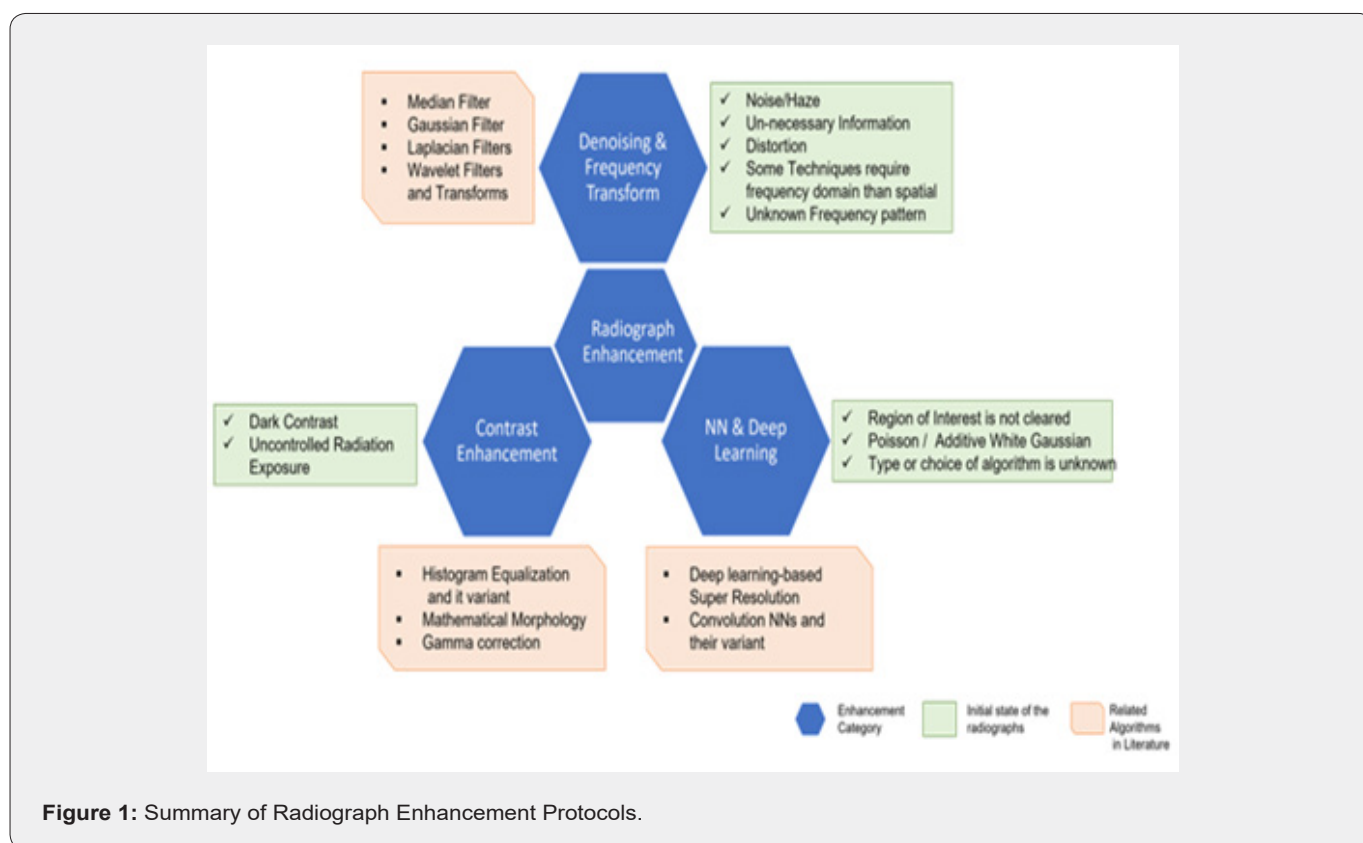 ▪ Median Filter
▪ Gaussian Filter
▪ Laplacian Filters
▪ Wavelet Filters
and Transforms
Denoising &
Frequency
Transform
✓ Noise/Haze
✓ Un-necessary Information
✓ Distortion
✓ Some Techniques require
frequency domain than spatial
✓ Unknown Frequency pattern
Radiograph
Enhancement
✓ Dark Contrast
✓ Uncontrolled Radiation
Exposure
Contrast
Enhancement
NN & Deep
Learning
✓ Region of Interest is not cleared
✓ Poisson / Additive White Gaussian
✓ Type or choice of algorithm is unknown
▪ Histogram Equalization
and it variant
▪ Mathematical Morphology
▪ Gamma correction
▪ Deep learning-based
Super Resolution
▪ Convolution NNs and
their variant
Enhancement
Category
Initial state of the
radiographs
Related
Algorithms
in Literature
Figure 1: Summary of Radiograph Enhancement Protocols.